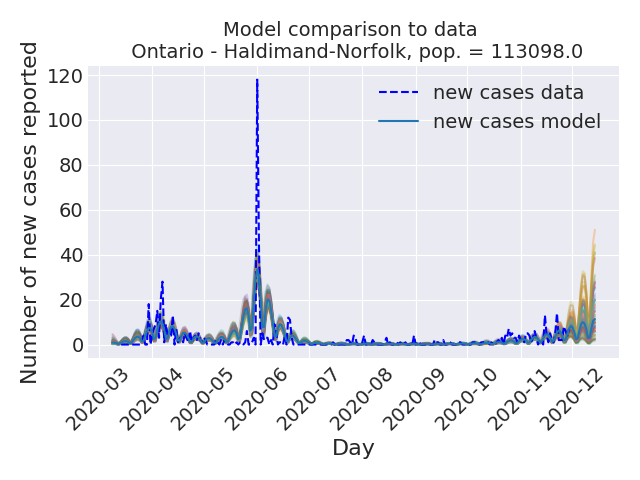 Model comparison to data
Ontario - Haldimand-Norfolk, pop. = 113098.0
Number of new cases reported
120
100
80
60
40
20
0
new cases data
new cases model
2020-03
2020-04
2020-05
2020-06
2020-07
2020-08
2020-09
2020-10
2020-11
2020-12
Day